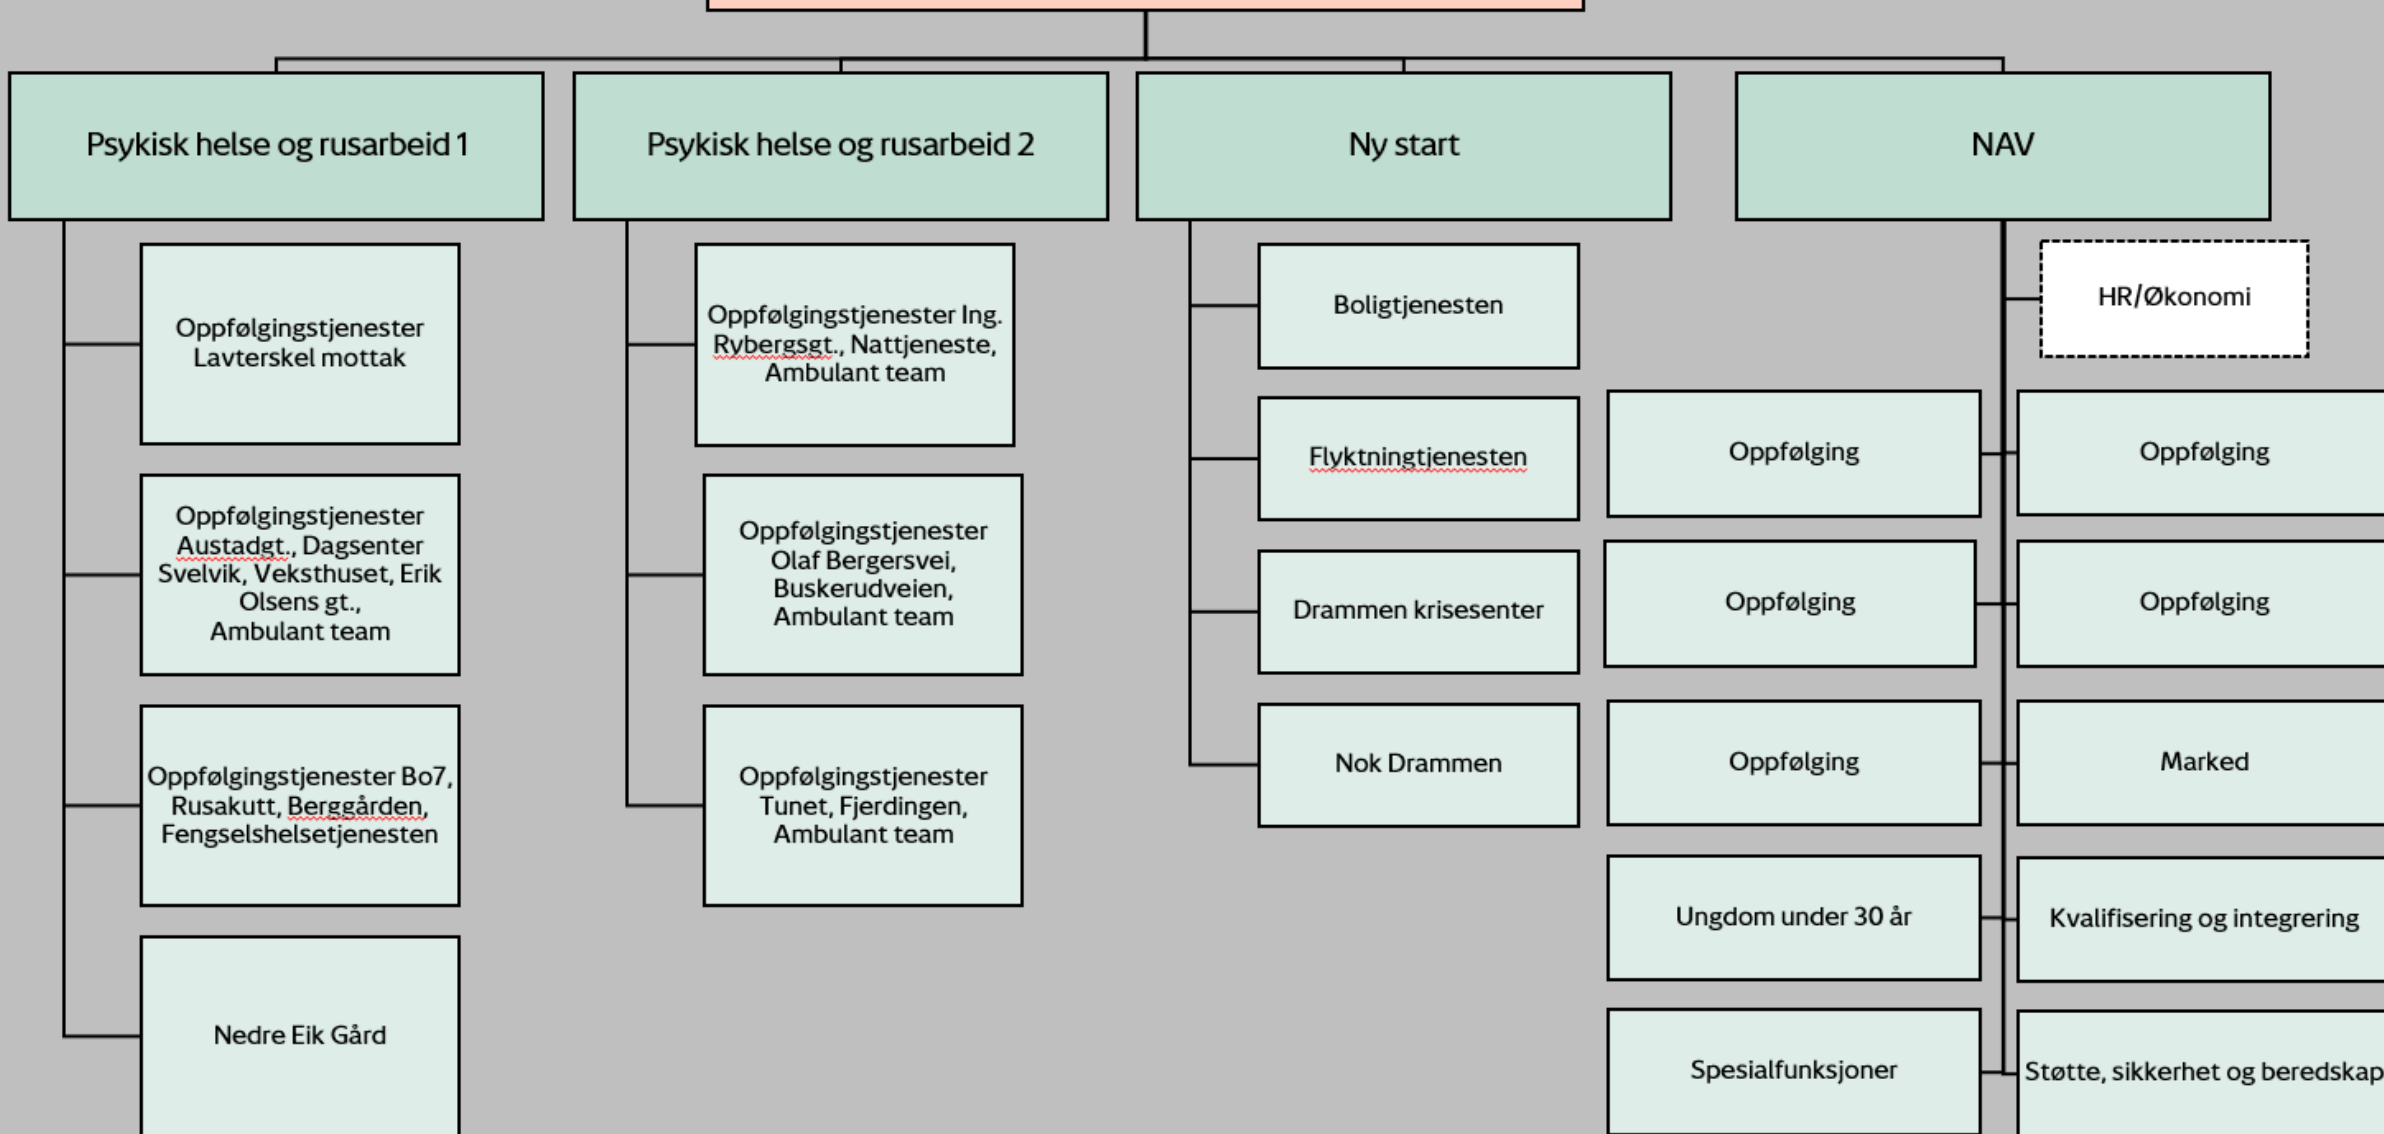 Psykisk helse og rusarbeid 1
Psykisk helse og rusarbeid 2
Ny start
NAV
Oppfølgingstjenester
Lavterskel mottak
Oppfølgingstjenester
Austadgt., Dagsenter
Svelvik, Veksthuset, Erik
Olsens gt.,
Ambulant team
Oppfølgingstjenester Bo7,
Rusakutt, Berggården,
Fengselshelsetjenesten
Nedre Eik Gård
Oppfølgingstjenester Ing.
Rybergsgt., Nattjeneste,
Ambulant team
Oppfølgingstjenester
Olaf Bergersvei,
Buskerudveien,
Ambulant team
Oppfølgingstjenester
Tunet, Fjerdingen,
Ambulant team
Boligtjenesten
Flyktningtjenesten
Drammen krisesenter
Nok Drammen
HR/Økonomi
Oppfølging
Oppfølging
Oppfølging
Oppfølging
Oppfølging
Marked
Ungdom under 30 år
Kvalifisering og integrering
Spesialfunksjoner
Støtte, sikkerhet og beredskap